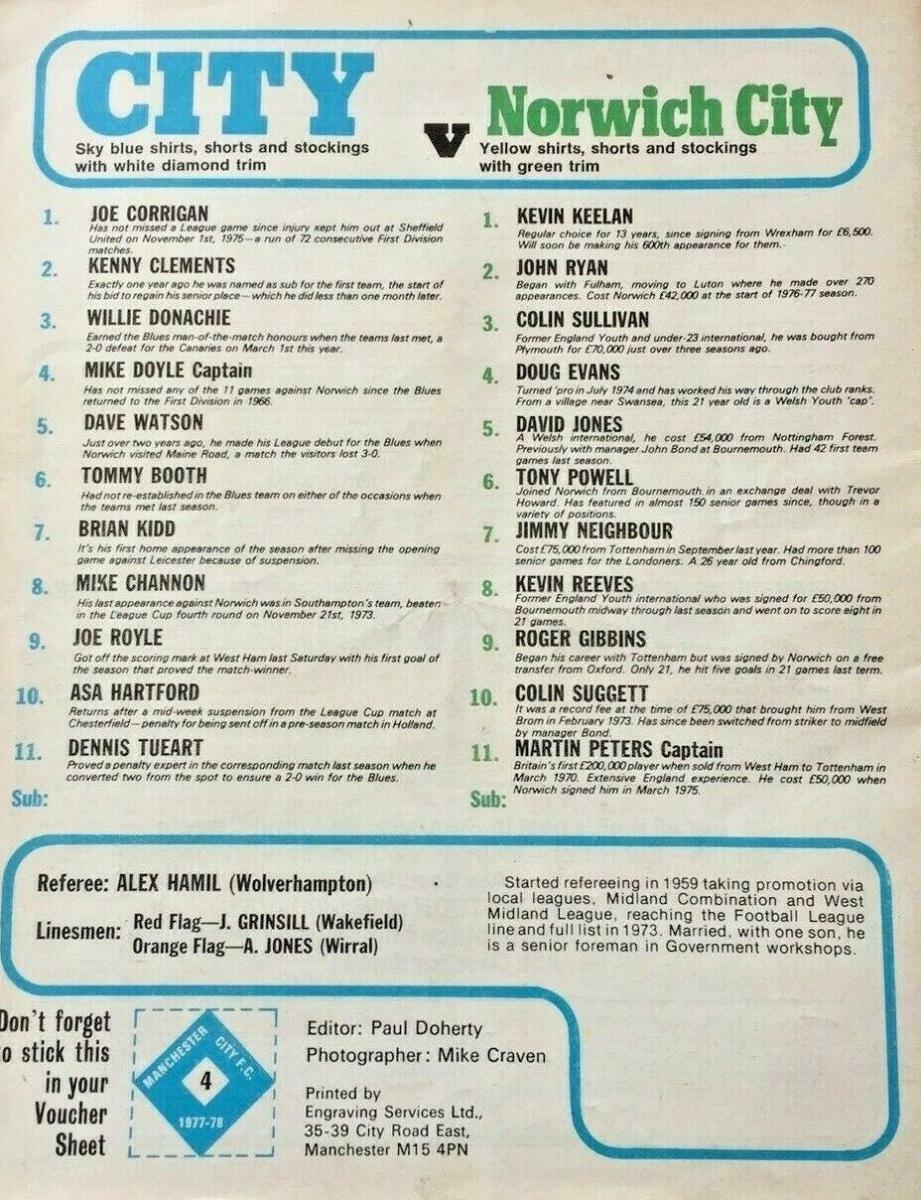 CITY
Sky blue shirts, shorts and stockings
with white diamond trim
v
Norwich City
Yellow shirts, shorts and stockings
with green trim
1. JOE CORRIGAN
Has not missed a League game since injury kept him out at Sheffield
United on November 1st, 1975—a run of 72 consecutive First Division
matches.
2. KENNY CLEMENTS
Exactly one year ago he was named as sub for the first team, the start of
his bid to regain his senior place—which he did less than one month later.
3. WILLIE DONACHIE
Earned the Blues man-of-the-match honours when the teams last met, a
2-0 defeat for the Canaries on March 1st this year.
4. MIKE DOYLE Captain
Has not missed any of the 11 games against Norwich since the Blues
returned to the First Division in 1966.
5. DAVE WATSON
Just over two years ago, he made his League debut for the Blues when
Norwich visited Maine Road, a match the visitors lost 3-0.
6. TOMMY BOOTH
Had not re-established in the Blues team on either of the occasions when
the teams met last season.
7. BRIAN KIDD
It's his first home appearance of the season after missing the opening
game against Leicester because of suspension.
8. MIKE CHANNON
His last appearance against Norwich was in Southampton's team, beaten
in the League Cup fourth round on November 21st, 1973.
9. JOE ROYLE
Got off the scoring mark at West Ham last Saturday with his first goal of
the season that proved the match-winner.
10. ASA HARTFORD
Returns after a mid-week suspension from the League Cup match at
Chesterfield—penalty for being sent off in a pre-season match in Holland.
11. DENNIS TUEART
Proved a penalty expert in the corresponding match last season when he
converted two from the spot to ensure a 2-0 win for the Blues.
Sub:
1. KEVIN KEELAN
Regular choice for 13 years, since signing from Wrexham for £6,500.
Will soon be making his 600th appearance for them.
2. JOHN RYAN
Began with Fulham, moving to Luton where he made over 270
appearances. Cost Norwich £42,000 at the start of 1976-77 season.
3. COLIN SULLIVAN
Former England Youth and under-23 international, he was bought from
Plymouth for £70,000 just over three seasons ago.
4. DOUG EVANS
Turned 'pro in July 1974 and has worked his way through the club ranks.
From a village near Swansea, this 21 year old is a Welsh Youth 'cap'.
5. DAVID JONES
A Welsh international, he cost £54,000 from Nottingham Forest.
Previously with manager John Bond at Bournemouth. Had 42 first team
games last season.
6. TONY POWELL
Joined Norwich from Bournemouth in an exchange deal with Trevor
Howard. Has featured in almost 150 senior games since, though in a
variety of positions.
7. JIMMY NEIGHBOUR
Cost £75,000 from Tottenham in September last year. Had more than 100
senior games for the Londoners. A 26 year old from Chingford.
8. KEVIN REEVES
Former England Youth international who was signed for £50,000 from
Bournemouth midway through last season and went on to score eight in
21 games.
9. ROGER GIBBINS
Began his career with Tottenham but was signed by Norwich on a free
transfer from Oxford. Only 21, he hit five goals in 21 games last term.
10. COLIN SUGGETT
It was a record fee at the time of £75,000 that brought him from West
Brom in February 1973. Has since been switched from striker to midfield
by manager Bond.
11. MARTIN PETERS Captain
Britain's first £200,000 player when sold from West Ham to Tottenham in
March 1970. Extensive England experience. He cost £50,000 when
Norwich signed him in March 1975.
Sub:
Referee: ALEX HAMIL (Wolverhampton)
Linesmen: Red Flag—J. GRINSILL (Wakefield)
Orange Flag—A. JONES (Wirral)
Started refereeing in 1959 taking promotion via
local leagues, Midland Combination and West
Midland League, reaching the Football League
line and full list in 1973. Married, with one son, he
is a senior foreman in Government workshops.
Don't forget
o stick this
in your
Voucher
Sheet
MANCHESTER CITY F.C.
4
1977-78
Editor: Paul Doherty
Photographer: Mike Craven
Printed by
Engraving Services Ltd.,
35-39 City Road East,
Manchester M15 4PN